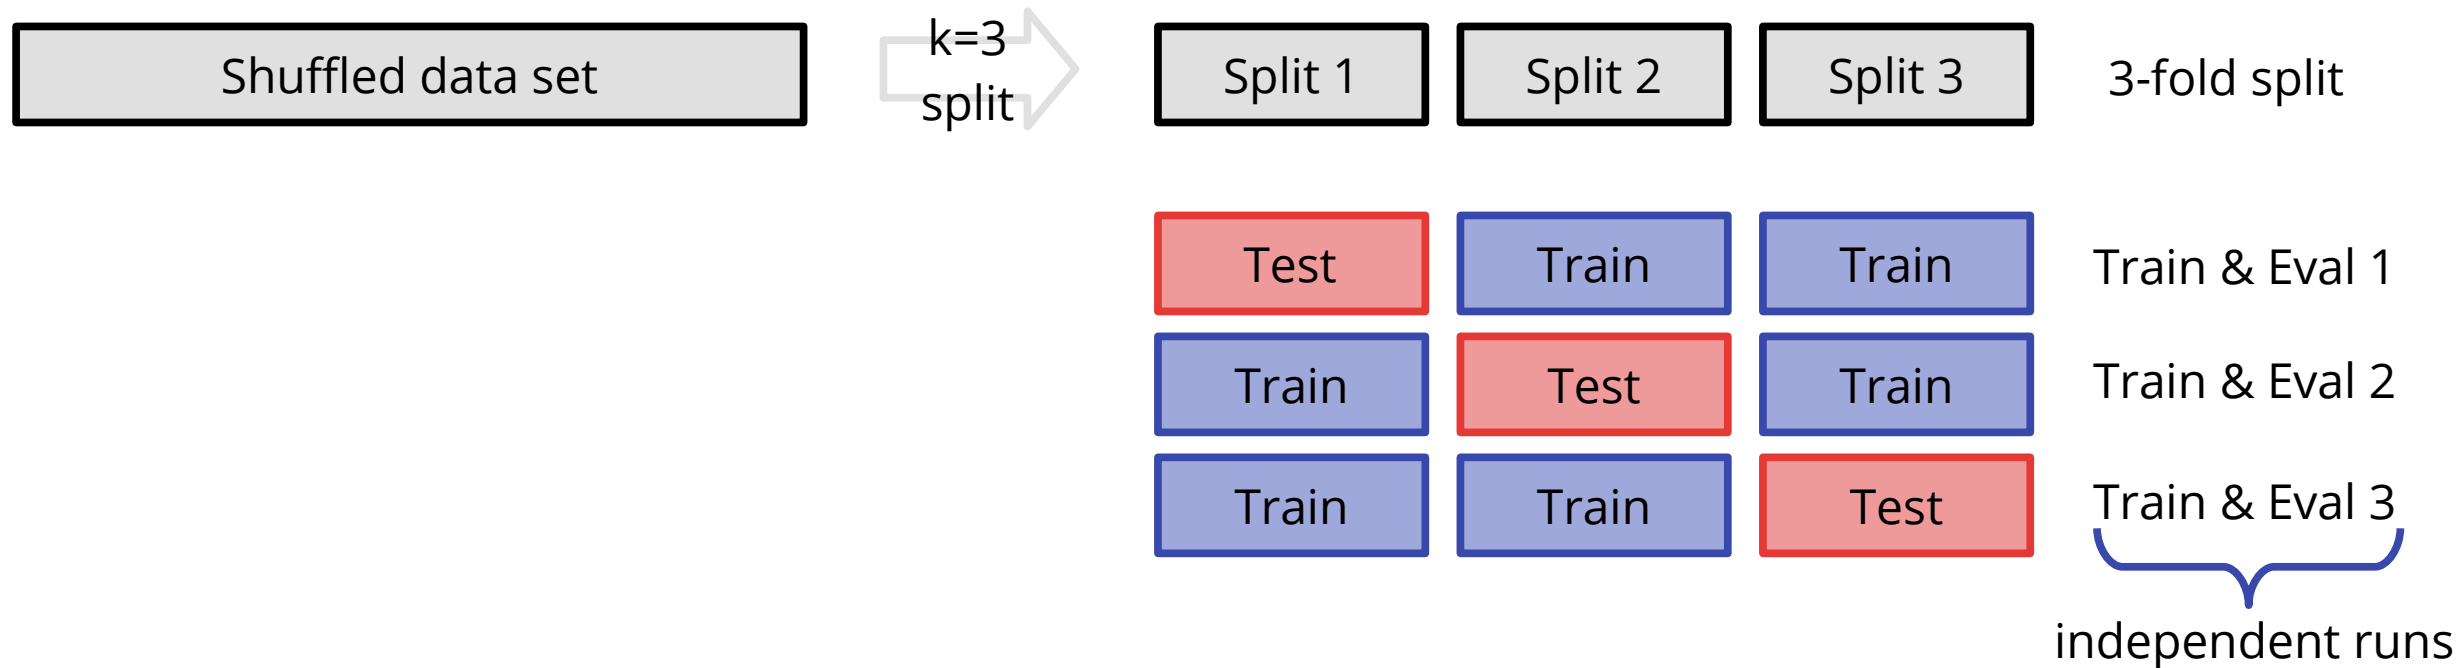 Shuffled data set
k=3
split
Split 1
Split 2
Split 3
3-fold split
Test
Train
Train
Train & Eval 1
Train
Test
Train
Train & Eval 2
Train
Train
Test
Train & Eval 3
independent runs